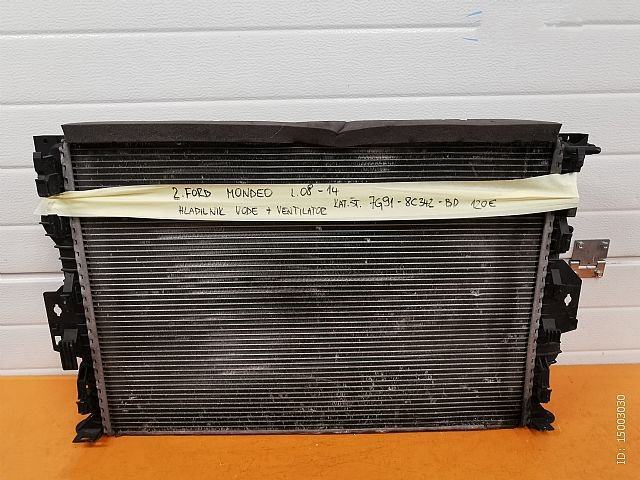 2. FORD MONDEO L.08-14
HLADILNIK VODE + VENTILATOR KAT.ŠT. 7G91-8C342-BD 120€
ID: 15003030